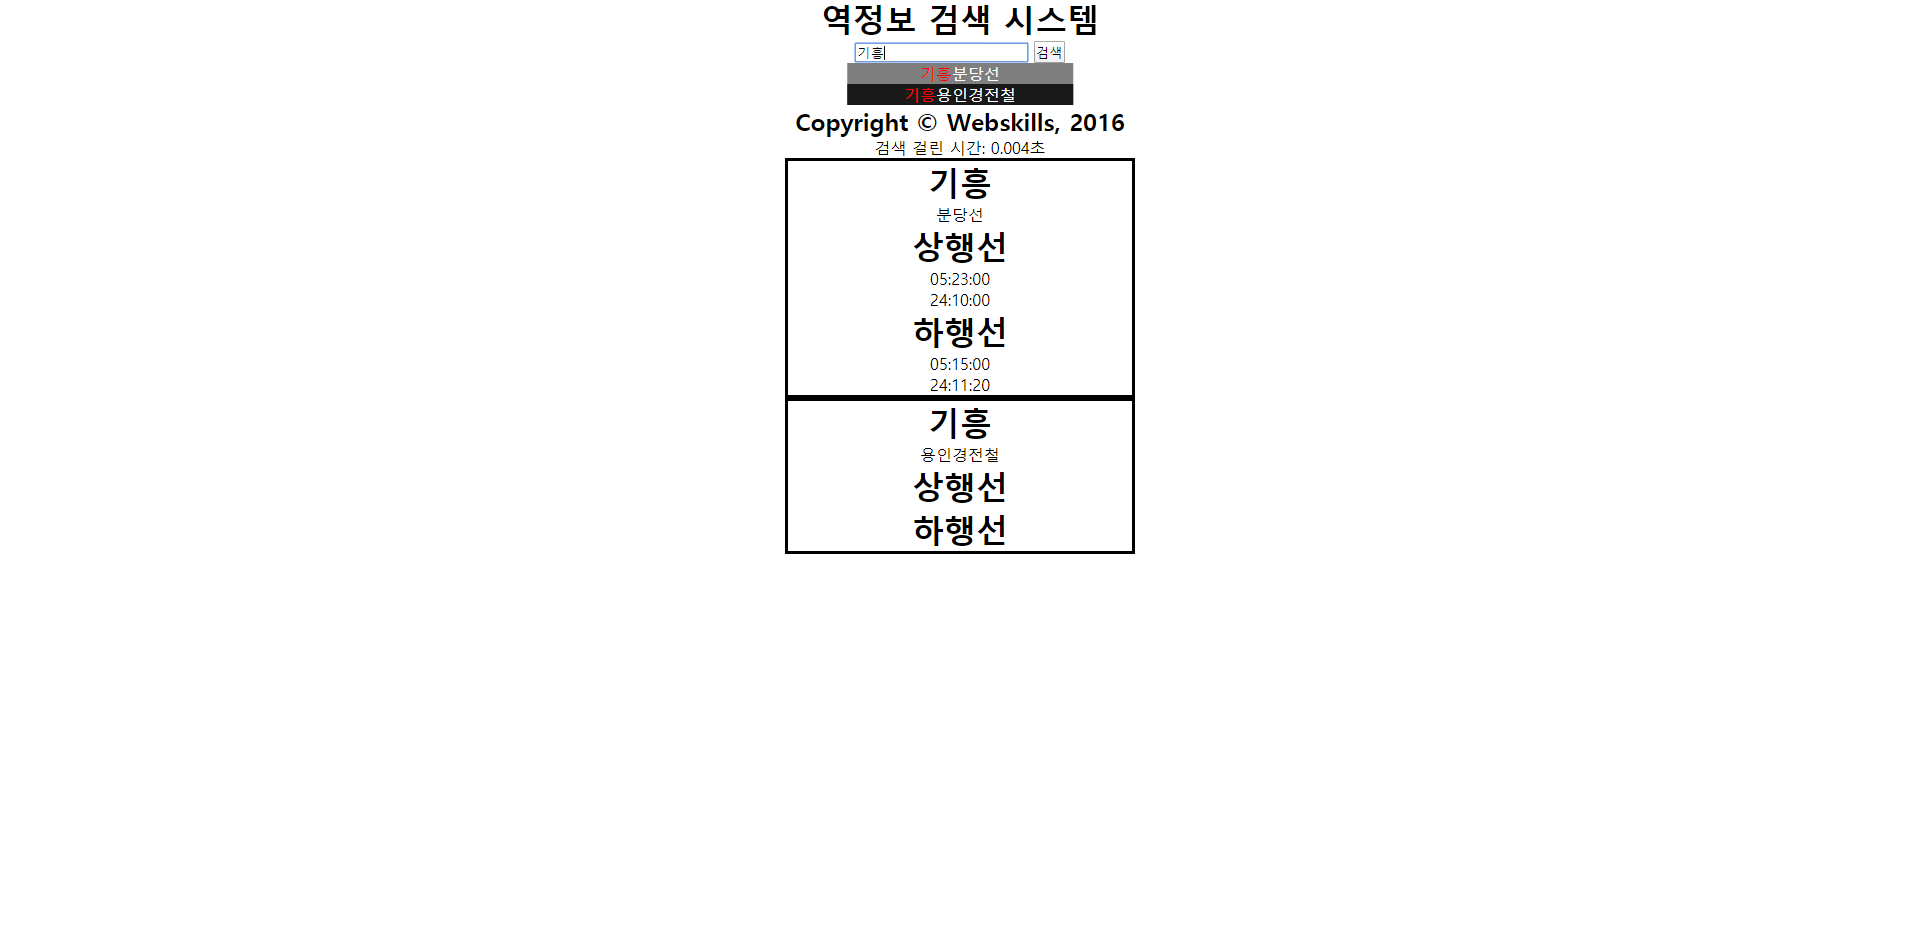 역정보 검색 시스템
기흥 검색
기흥분당선
기흥용인경전철
Copyright © Webskills, 2016
검색 걸린 시간: 0.004초
기흥
분당선
상행선
05:23:00
24:10:00
하행선
05:15:00
24:11:20
기흥
용인경전철
상행선
하행선